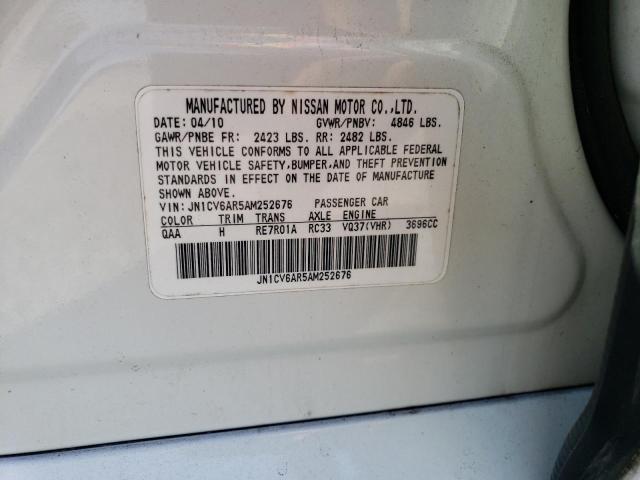 MANUFACTURED BY NISSAN MOTOR CO.,LTD.
DATE: 04/10 GVWR/PNBV: 4846 LBS.
GAWR/PNBE FR: 2423 LBS. RR: 2482 LBS.
THIS VEHICLE CONFORMS TO ALL APPLICABLE FEDERAL
MOTOR VEHICLE SAFETY, BUMPER, AND THEFT PREVENTION
STANDARDS IN EFFECT ON THE DATE OF MANUFACTURE
SHOWN ABOVE.
VIN: JN1CV6AR5AM252676 PASSENGER CAR
COLOR TRIM TRANS AXLE ENGINE
QAA H RE7R01A RC33 VQ37(VHR) 3696CC
JN1CV6AR5AM252676